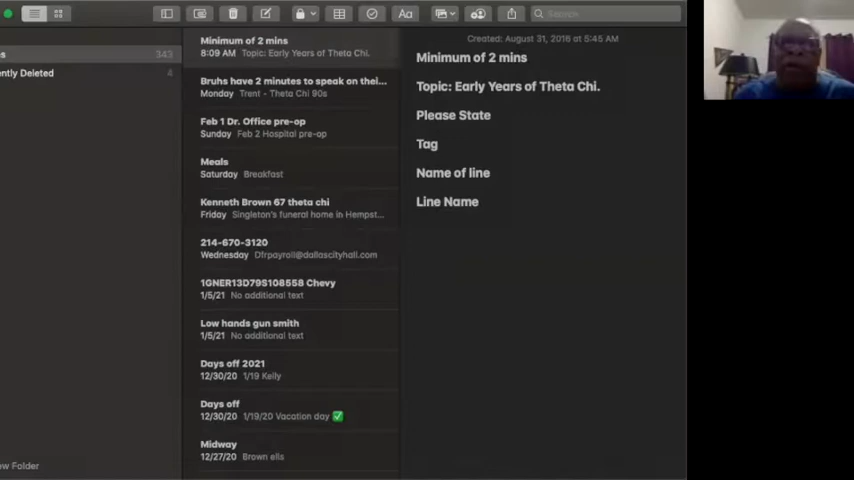 Search
s
343
ntly Deleted
4
ew Folder
Minimum of 2 mins
8:09 AM Topic: Early Years of Theta Chi.
Bruhs have 2 minutes to speak on thei...
Monday Trent - Theta Chi 90s
Feb 1 Dr. Office pre-op
Sunday Feb 2 Hospital pre-op
Meals
Saturday Breakfast
Kenneth Brown 67 theta chi
Friday Singleton's funeral home in Hempst...
214-670-3120
Wednesday Dfrpayroll@dallascityhall.com
1GNER13D79S108558 Chevy
1/5/21 No additional text
Low hands gun smith
1/5/21 No additional text
Days off 2021
12/30/20 1/19 Kelly
Days off
12/30/20 1/19/20 Vacation day ✅
Midway
12/27/20 Brown ells
Created: August 31, 2016 at 5:45 AM
Minimum of 2 mins
Topic: Early Years of Theta Chi.
Please State
Tag
Name of line
Line Name